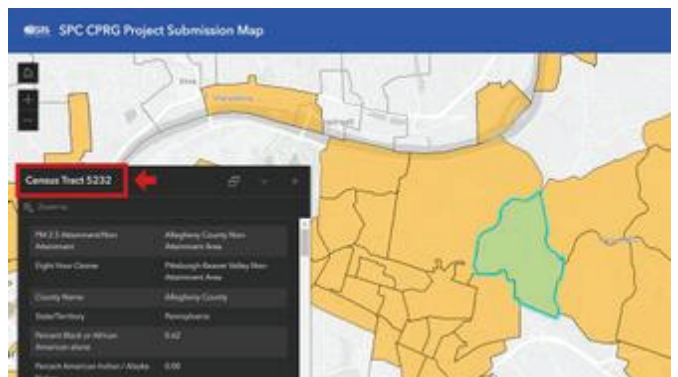 SPC CPRG Project Submission Map
Census Tract 5232
Zoom to
PM 2.5 Attainment/Non Attainment
Allegheny County Non-Attainment Area
Eight Hour Ozone
Pittsburgh-Beaver Valley Non-Attainment Area
County Name
Allegheny County
State/Territory
Pennsylvania
Percent Black or African American alone
0.62
Percent American Indian / Alaska
0.00